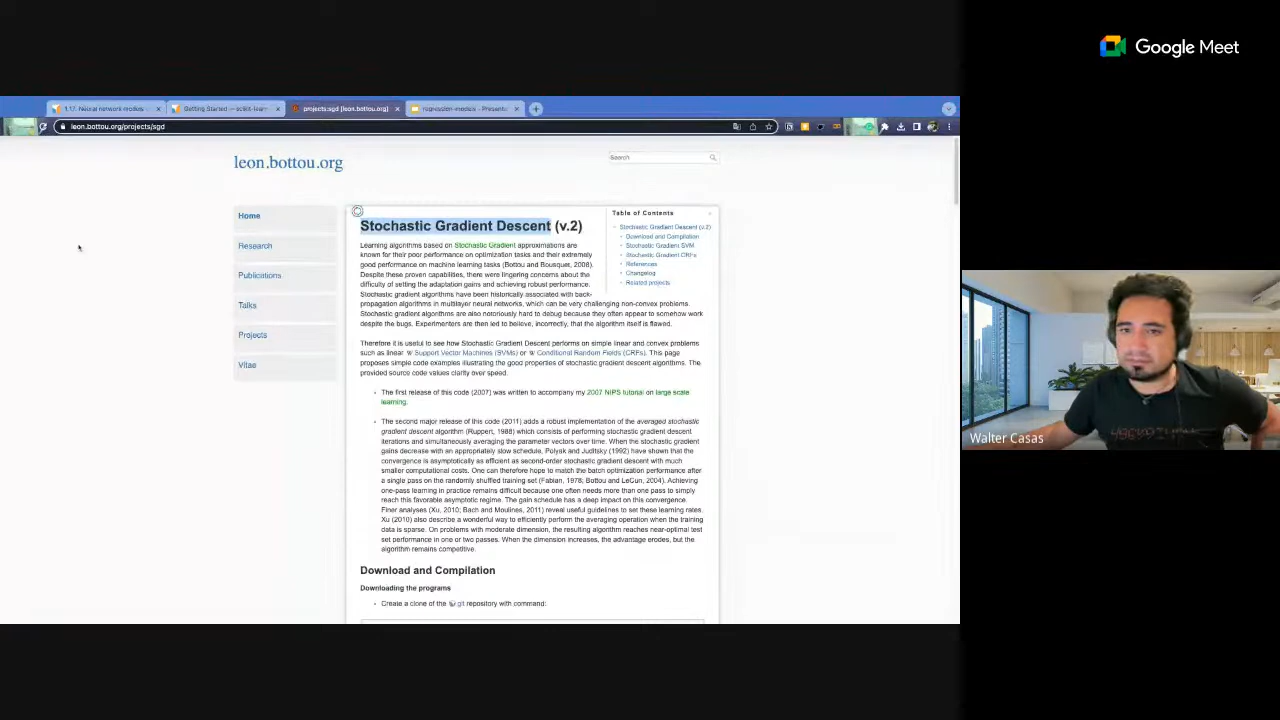 Google Meet
1.17. Neural network models
Getting Started — scikit-learn
projects:sgd [leon.bottou.org]
regression-models - Presenta
leon.bottou.org/projects/sgd
leon.bottou.org
Search
Home
Research
Publications
Talks
Projects
Vitae
Stochastic Gradient Descent (v.2)
Table of Contents
Stochastic Gradient Descent (v.2)
Download and Compilation
Stochastic Gradient SVM
Stochastic Gradient CRFs
References
Changelog
Related projects
Learning algorithms based on Stochastic Gradient approximations are
known for their poor performance on optimization tasks and their extremely
good performance on machine learning tasks (Bottou and Bousquet, 2008).
Despite these proven capabilities, there were lingering concerns about the
difficulty of setting the adaptation gains and achieving robust performance.
Stochastic gradient algorithms have been historically associated with back-
propagation algorithms in multilayer neural networks, which can be very challenging non-convex problems.
Stochastic gradient algorithms are also notoriously hard to debug because they often appear to somehow work
despite the bugs. Experimenters are then led to believe, incorrectly, that the algorithm itself is flawed.
Therefore it is useful to see how Stochastic Gradient Descent performs on simple linear and convex problems
such as linear Support Vector Machines (SVMs) or Conditional Random Fields (CRFs). This page
proposes simple code examples illustrating the good properties of stochastic gradient descent algorithms. The
provided source code values clarity over speed.
The first release of this code (2007) was written to accompany my 2007 NIPS tutorial on large scale
learning.
The second major release of this code (2011) adds a robust implementation of the averaged stochastic
gradient descent algorithm (Ruppert, 1988) which consists of performing stochastic gradient descent
iterations and simultaneously averaging the parameter vectors over time. When the stochastic gradient
gains decrease with an appropriately slow schedule, Polyak and Juditsky (1992) have shown that the
convergence is asymptotically as efficient as second-order stochastic gradient descent with much
smaller computational costs. One can therefore hope to match the batch optimization performance after
a single pass on the randomly shuffled training set (Fabian, 1978; Bottou and LeCun, 2004). Achieving
one-pass learning in practice remains difficult because one often needs more than one pass to simply
reach this favorable asymptotic regime. The gain schedule has a deep impact on this convergence.
Finer analyses (Xu, 2010; Bach and Moulines, 2011) reveal useful guidelines to set these learning rates.
Xu (2010) also describe a wonderful way to efficiently perform the averaging operation when the training
data is sparse. On problems with moderate dimension, the resulting algorithm reaches near-optimal test
set performance in one or two passes. When the dimension increases, the advantage erodes, but the
algorithm remains competitive.
Download and Compilation
Downloading the programs
Create a clone of the git repository with command:
Walter Casas